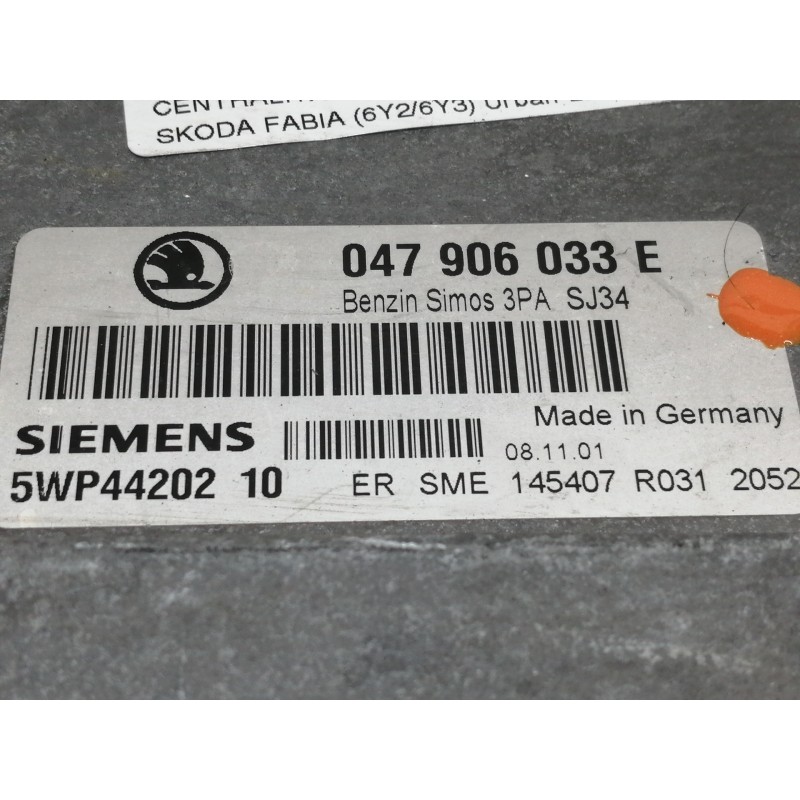 SKODA FABIA (6Y2/6Y3) Urban
047 906 033 E
Benzin Simos 3PA SJ34
Made in Germany
SIEMENS
08.11.01
5WP44202 10 ER SME 145407 R031 2052